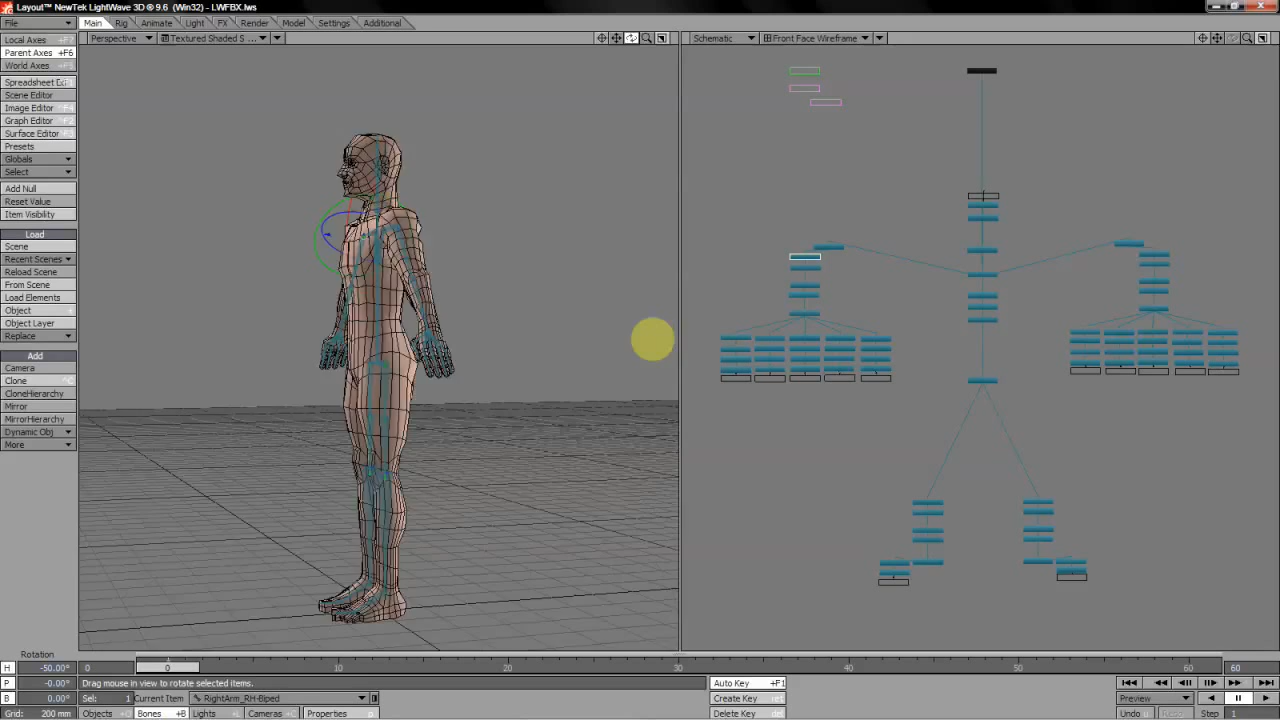 Layout™ NewTek LightWave 3D ® 9.6 (Win32) - LWFBX.lws
File Main Rig Animate Light FX Render Model Settings Additional
Perspective Textured Shaded S ... Schematic Front Face Wireframe
Local Axes
Parent Axes +F6
World Axes
Spreadsheet
Scene Editor
Image Editor
Graph Editor
Surface Editor
Presets
Globals
Select
Add Null
Reset Value
Item Visibility
Load
Scene
Recent Scenes
Reload Scene
From Scene
Load Elements
Object
Object Layer
Replace
Add
Camera
Clone ^C
CloneHierarchy
Mirror
MirrorHierarchy
Dynamic Obj
More
Rotation
H -50.00° 0 0 10 20 30 40 50 60 60
P -0.00° Drag mouse in view to rotate selected items. Auto Key +F1
B 0.00° Sel: 1 Current Item RightArm_RH-Biped Create Key Preview
Grid: 200 mm Objects Bones +B Lights Cameras Properties p Delete Key del Undo Redo Step 1